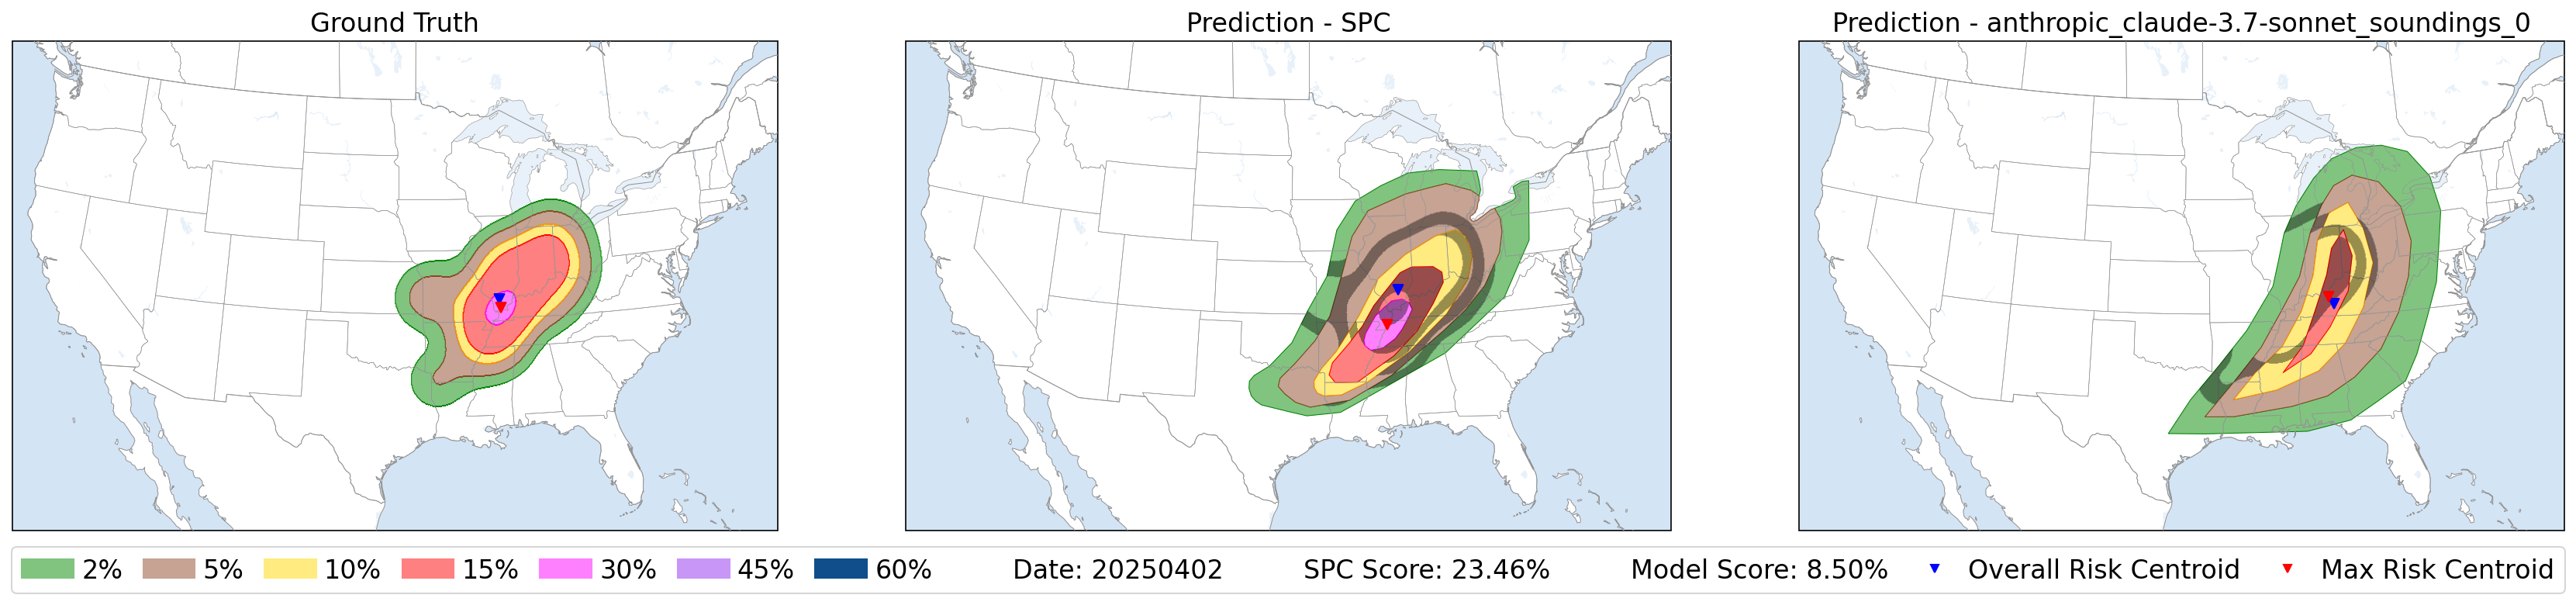 Ground Truth
Prediction - SPC
Prediction - anthropic_claude-3.7-sonnet_soundings_0
2% 5% 10% 15% 30% 45% 60% Date: 20250402 SPC Score: 23.46% Model Score: 8.50% Overall Risk Centroid Max Risk Centroid